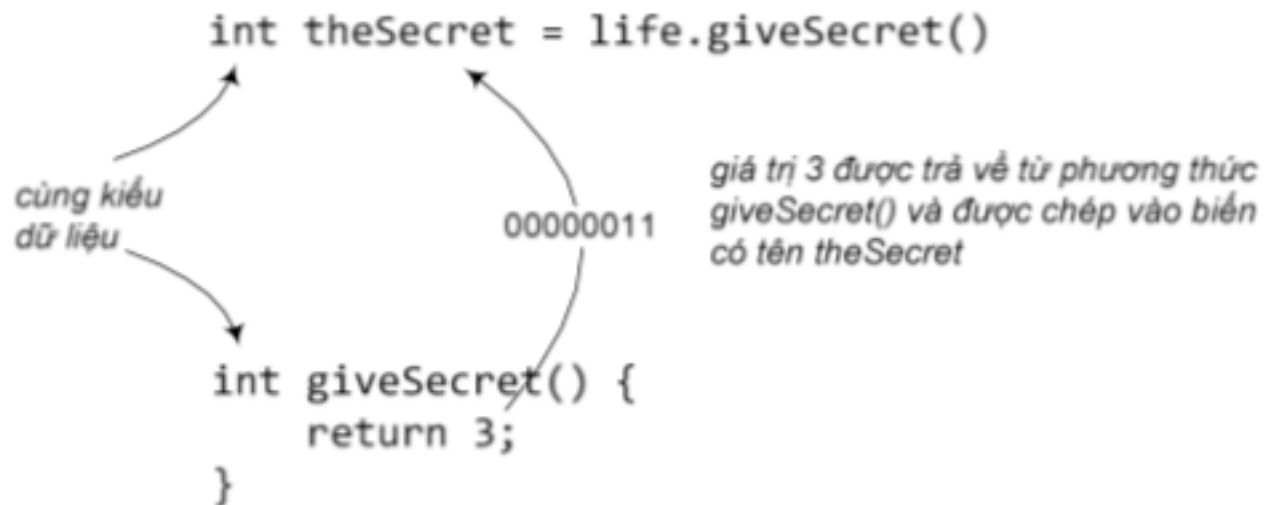 int theSecret = life.giveSecret()
cùng kiểu
dữ liệu
00000011
giá trị 3 được trả về từ phương thức
giveSecret() và được chép vào biến
có tên theSecret
int giveSecret() {
return 3;
}